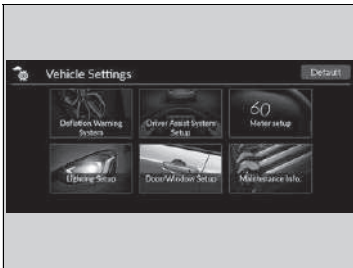 Vehicle Settings
Default
Deflation Warning
System
Driver Assist System
Setup
60
Meter setup
Lighting Setup
Door/Window Setup
Maintenance Info.